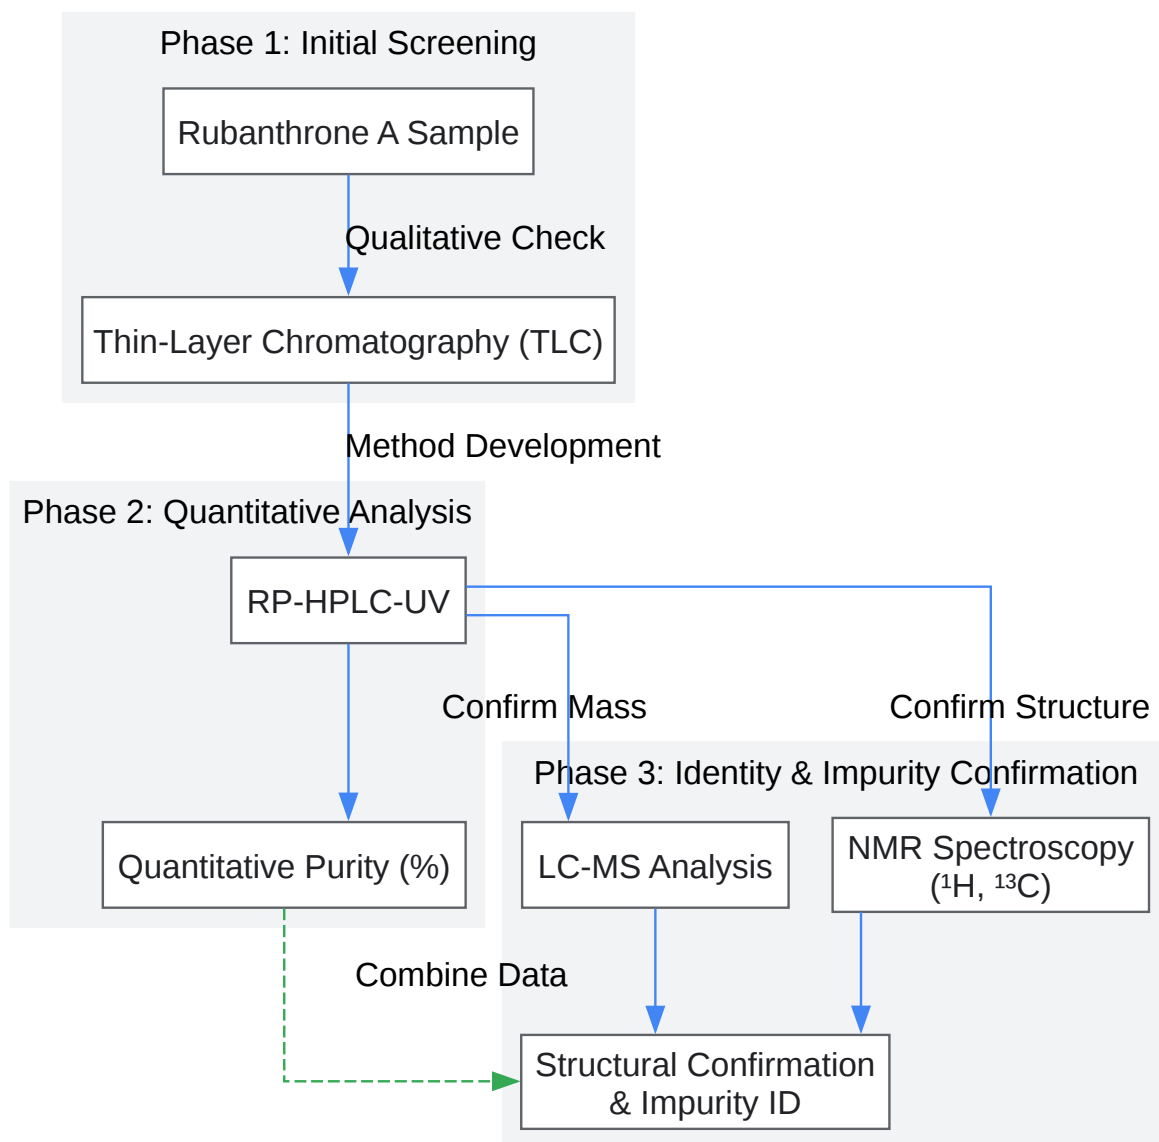 Phase 1: Initial Screening
Rubanthrone A Sample
Qualitative Check
Thin-Layer Chromatography (TLC)
Method Development
Phase 2: Quantitative Analysis
RP-HPLC-UV
Confirm Mass
Confirm Structure
Phase 3: Identity & Impurity Confirmation
Quantitative Purity (%)
LC-MS Analysis
NMR Spectroscopy
(¹H, ¹³C)
Combine Data
Structural Confirmation
& Impurity ID